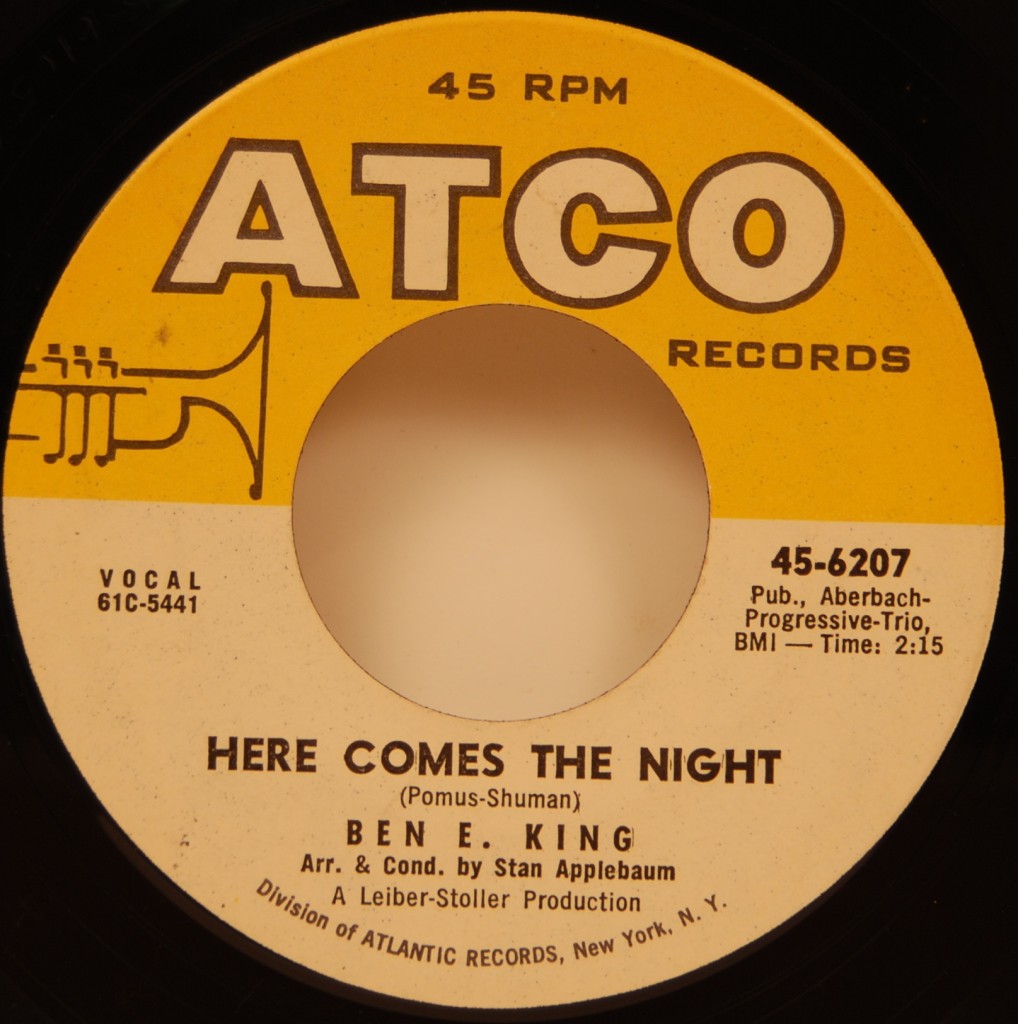 45 RPM
ATCO
RECORDS
VOCAL
61C-5441
45-6207
Pub., Aberbach-
Progressive-Trio,
BMI — Time: 2:15
HERE COMES THE NIGHT
(Pomus-Shuman)
BEN E. KING
Arr. & Cond. by Stan Applebaum
A Leiber-Stoller Production
Division of ATLANTIC RECORDS, New York, N. Y.